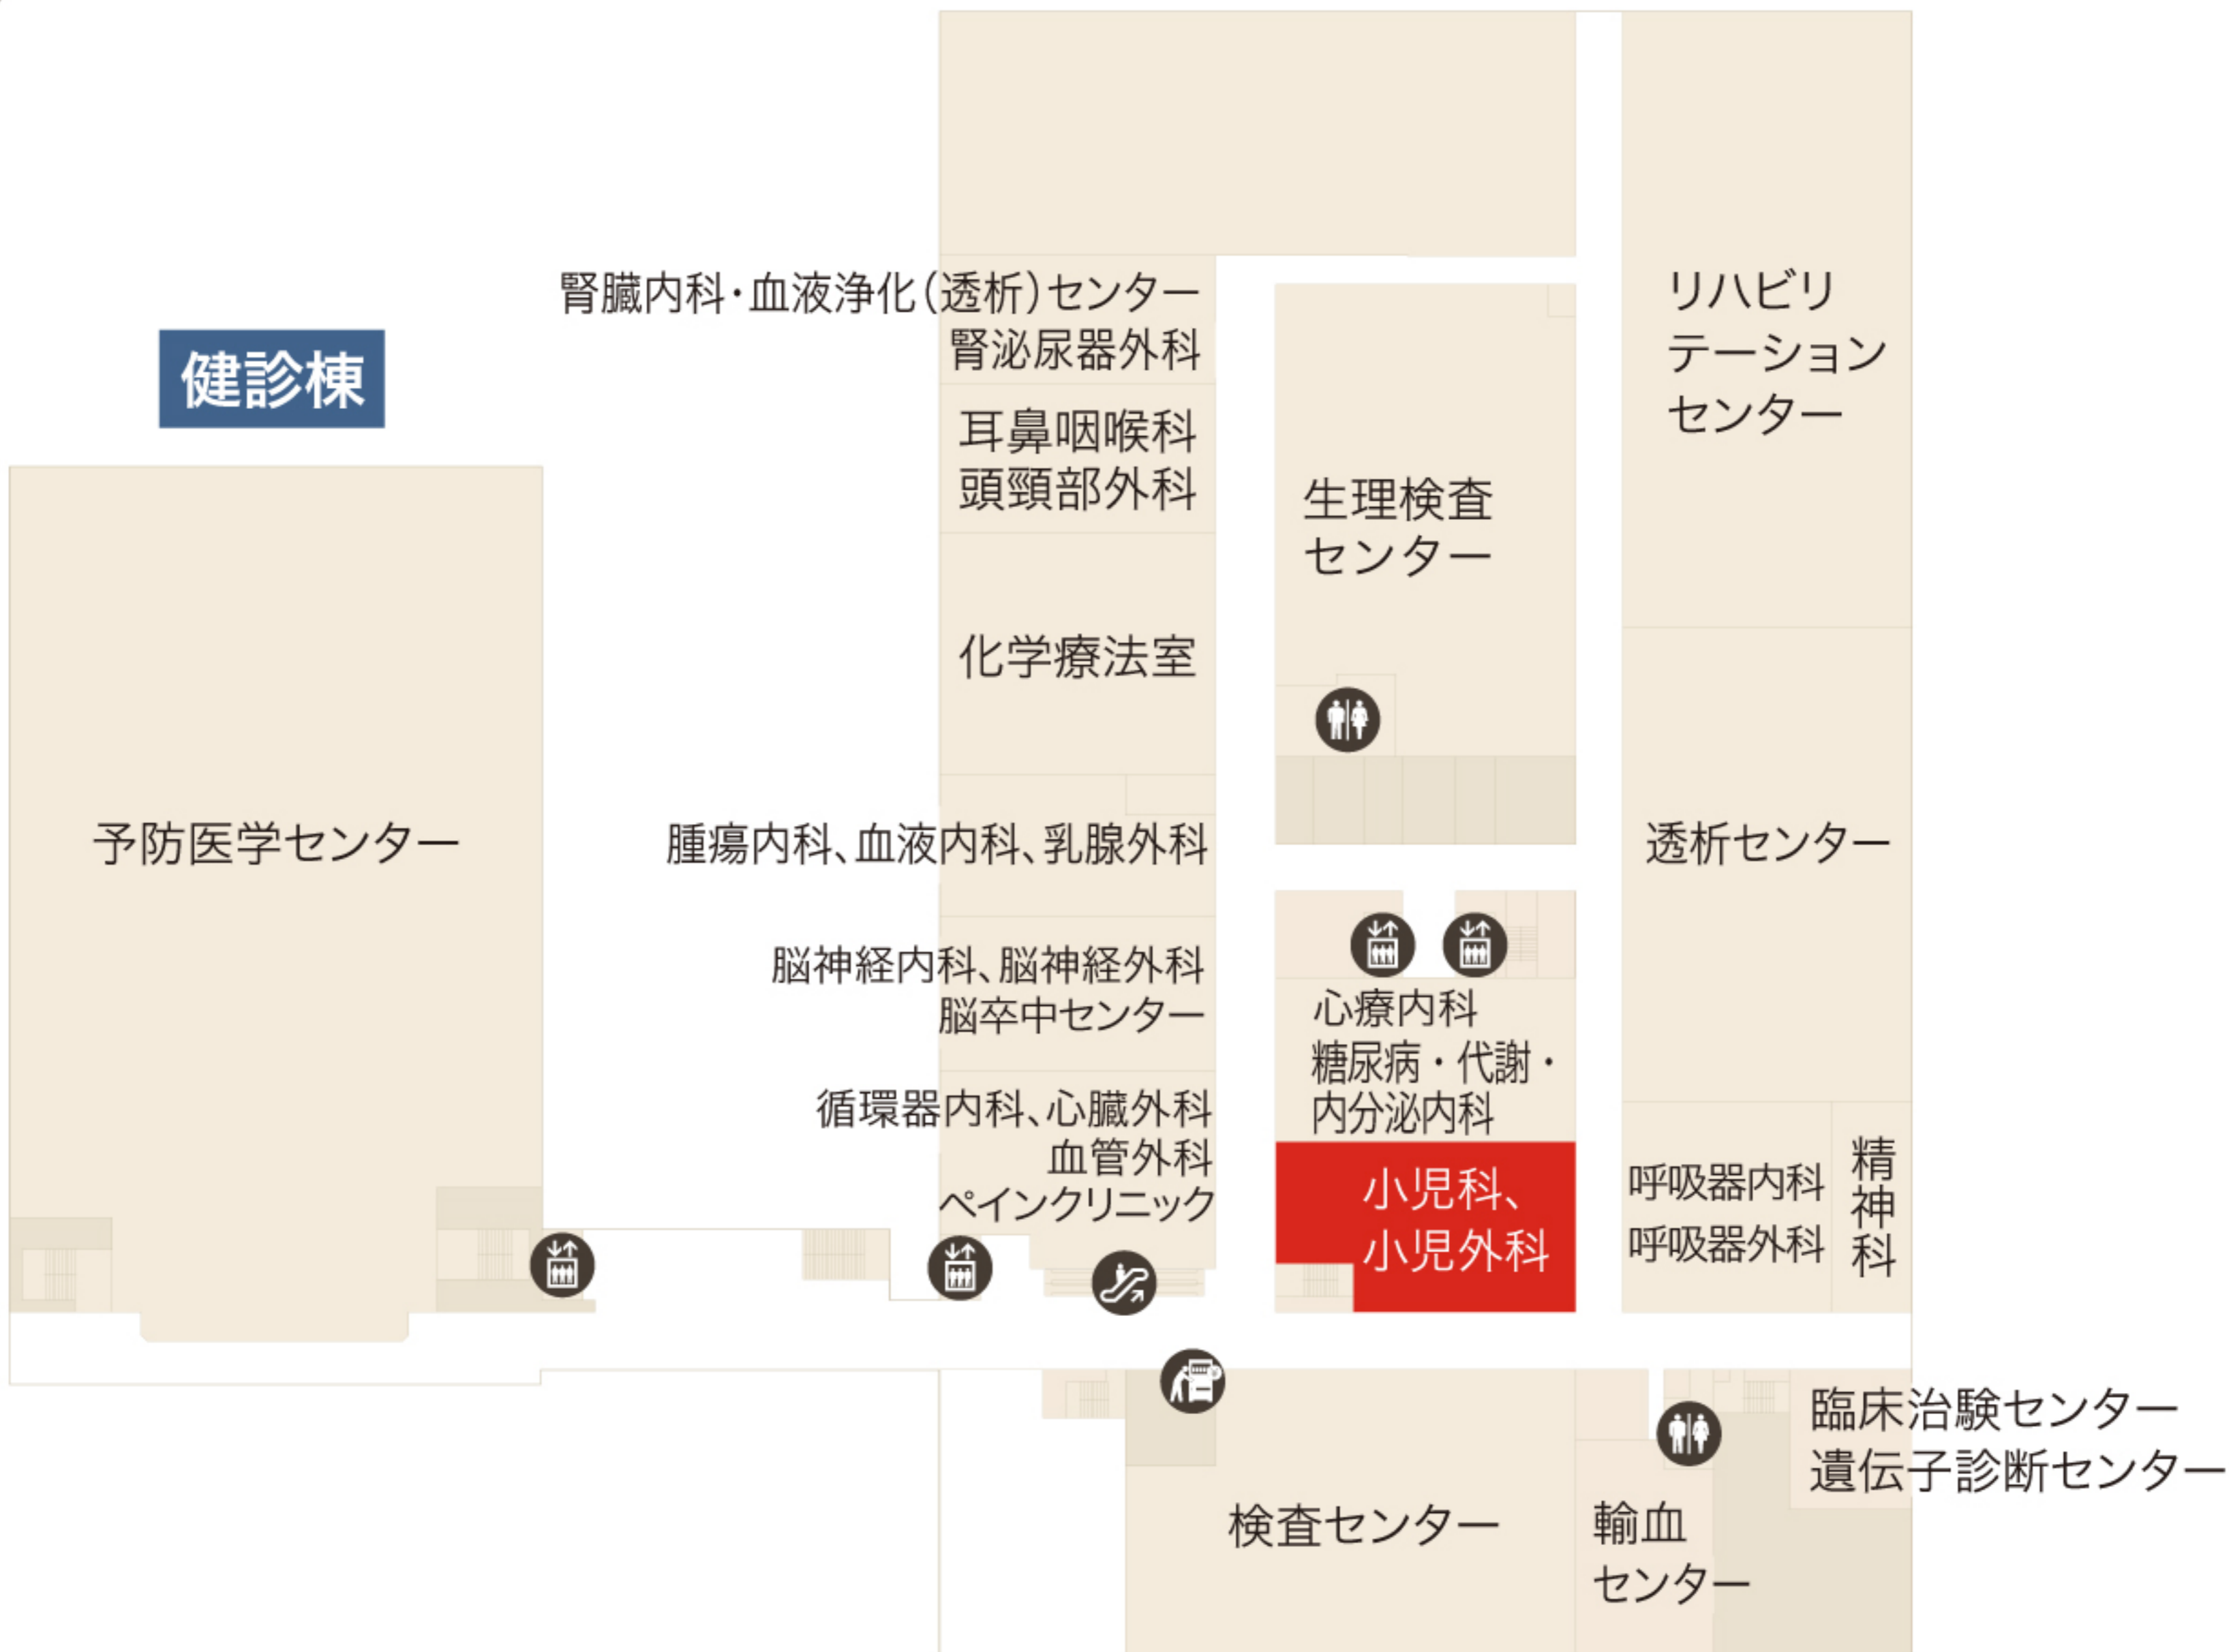 健診棟
予防医学センター
腎臓内科・血液浄化（透析）センター
腎泌尿器外科
耳鼻咽喉科
頭頸部外科
化学療法室
腫瘍内科、血液内科、乳腺外科
脳神経内科、脳神経外科
脳卒中センター
循環器内科、心臓外科
血管外科
ペインクリニック
生理検査
センター
心療内科
糖尿病・代謝・
内分泌内科
小児科、
小児外科
リハビリ
テーション
センター
透析センター
呼吸器内科
呼吸器外科
精神科
検査センター
輸血
センター
臨床治験センター
遺伝子診断センター